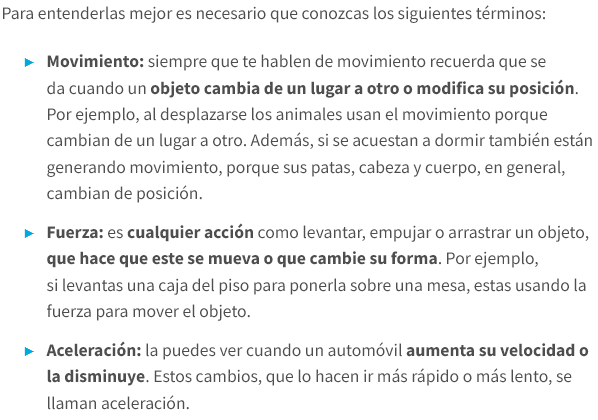 Para entenderlas mejor es necesario que conozcas los siguientes términos:
► Movimiento: siempre que te hablen de movimiento recuerda que se
da cuando un objeto cambia de un lugar a otro o modifica su posición.
Por ejemplo, al desplazarse los animales usan el movimiento porque
cambian de un lugar a otro. Además, si se acuestan a dormir también están
generando movimiento, porque sus patas, cabeza y cuerpo, en general,
cambian de posición.
► Fuerza: es cualquier acción como levantar, empujar o arrastrar un objeto,
que hace que este se mueva o que cambie su forma. Por ejemplo,
si levantas una caja del piso para ponerla sobre una mesa, estas usando la
fuerza para mover el objeto.
► Aceleración: la puedes ver cuando un automóvil aumenta su velocidad o
la disminuye. Estos cambios, que lo hacen ir más rápido o más lento, se
llaman aceleración.